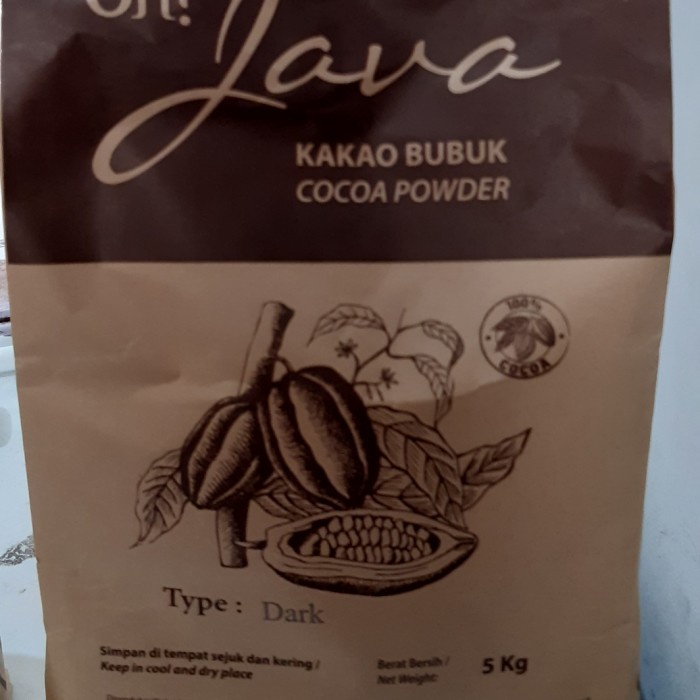 Oh!
Java
KAKAO BUBUK
COCOA POWDER
100%
COCOA
Type : Dark
Simpan di tempat sejuk dan kering /
Keep in cool and dry place
Berat Bersih /
Net Weight:
5 Kg